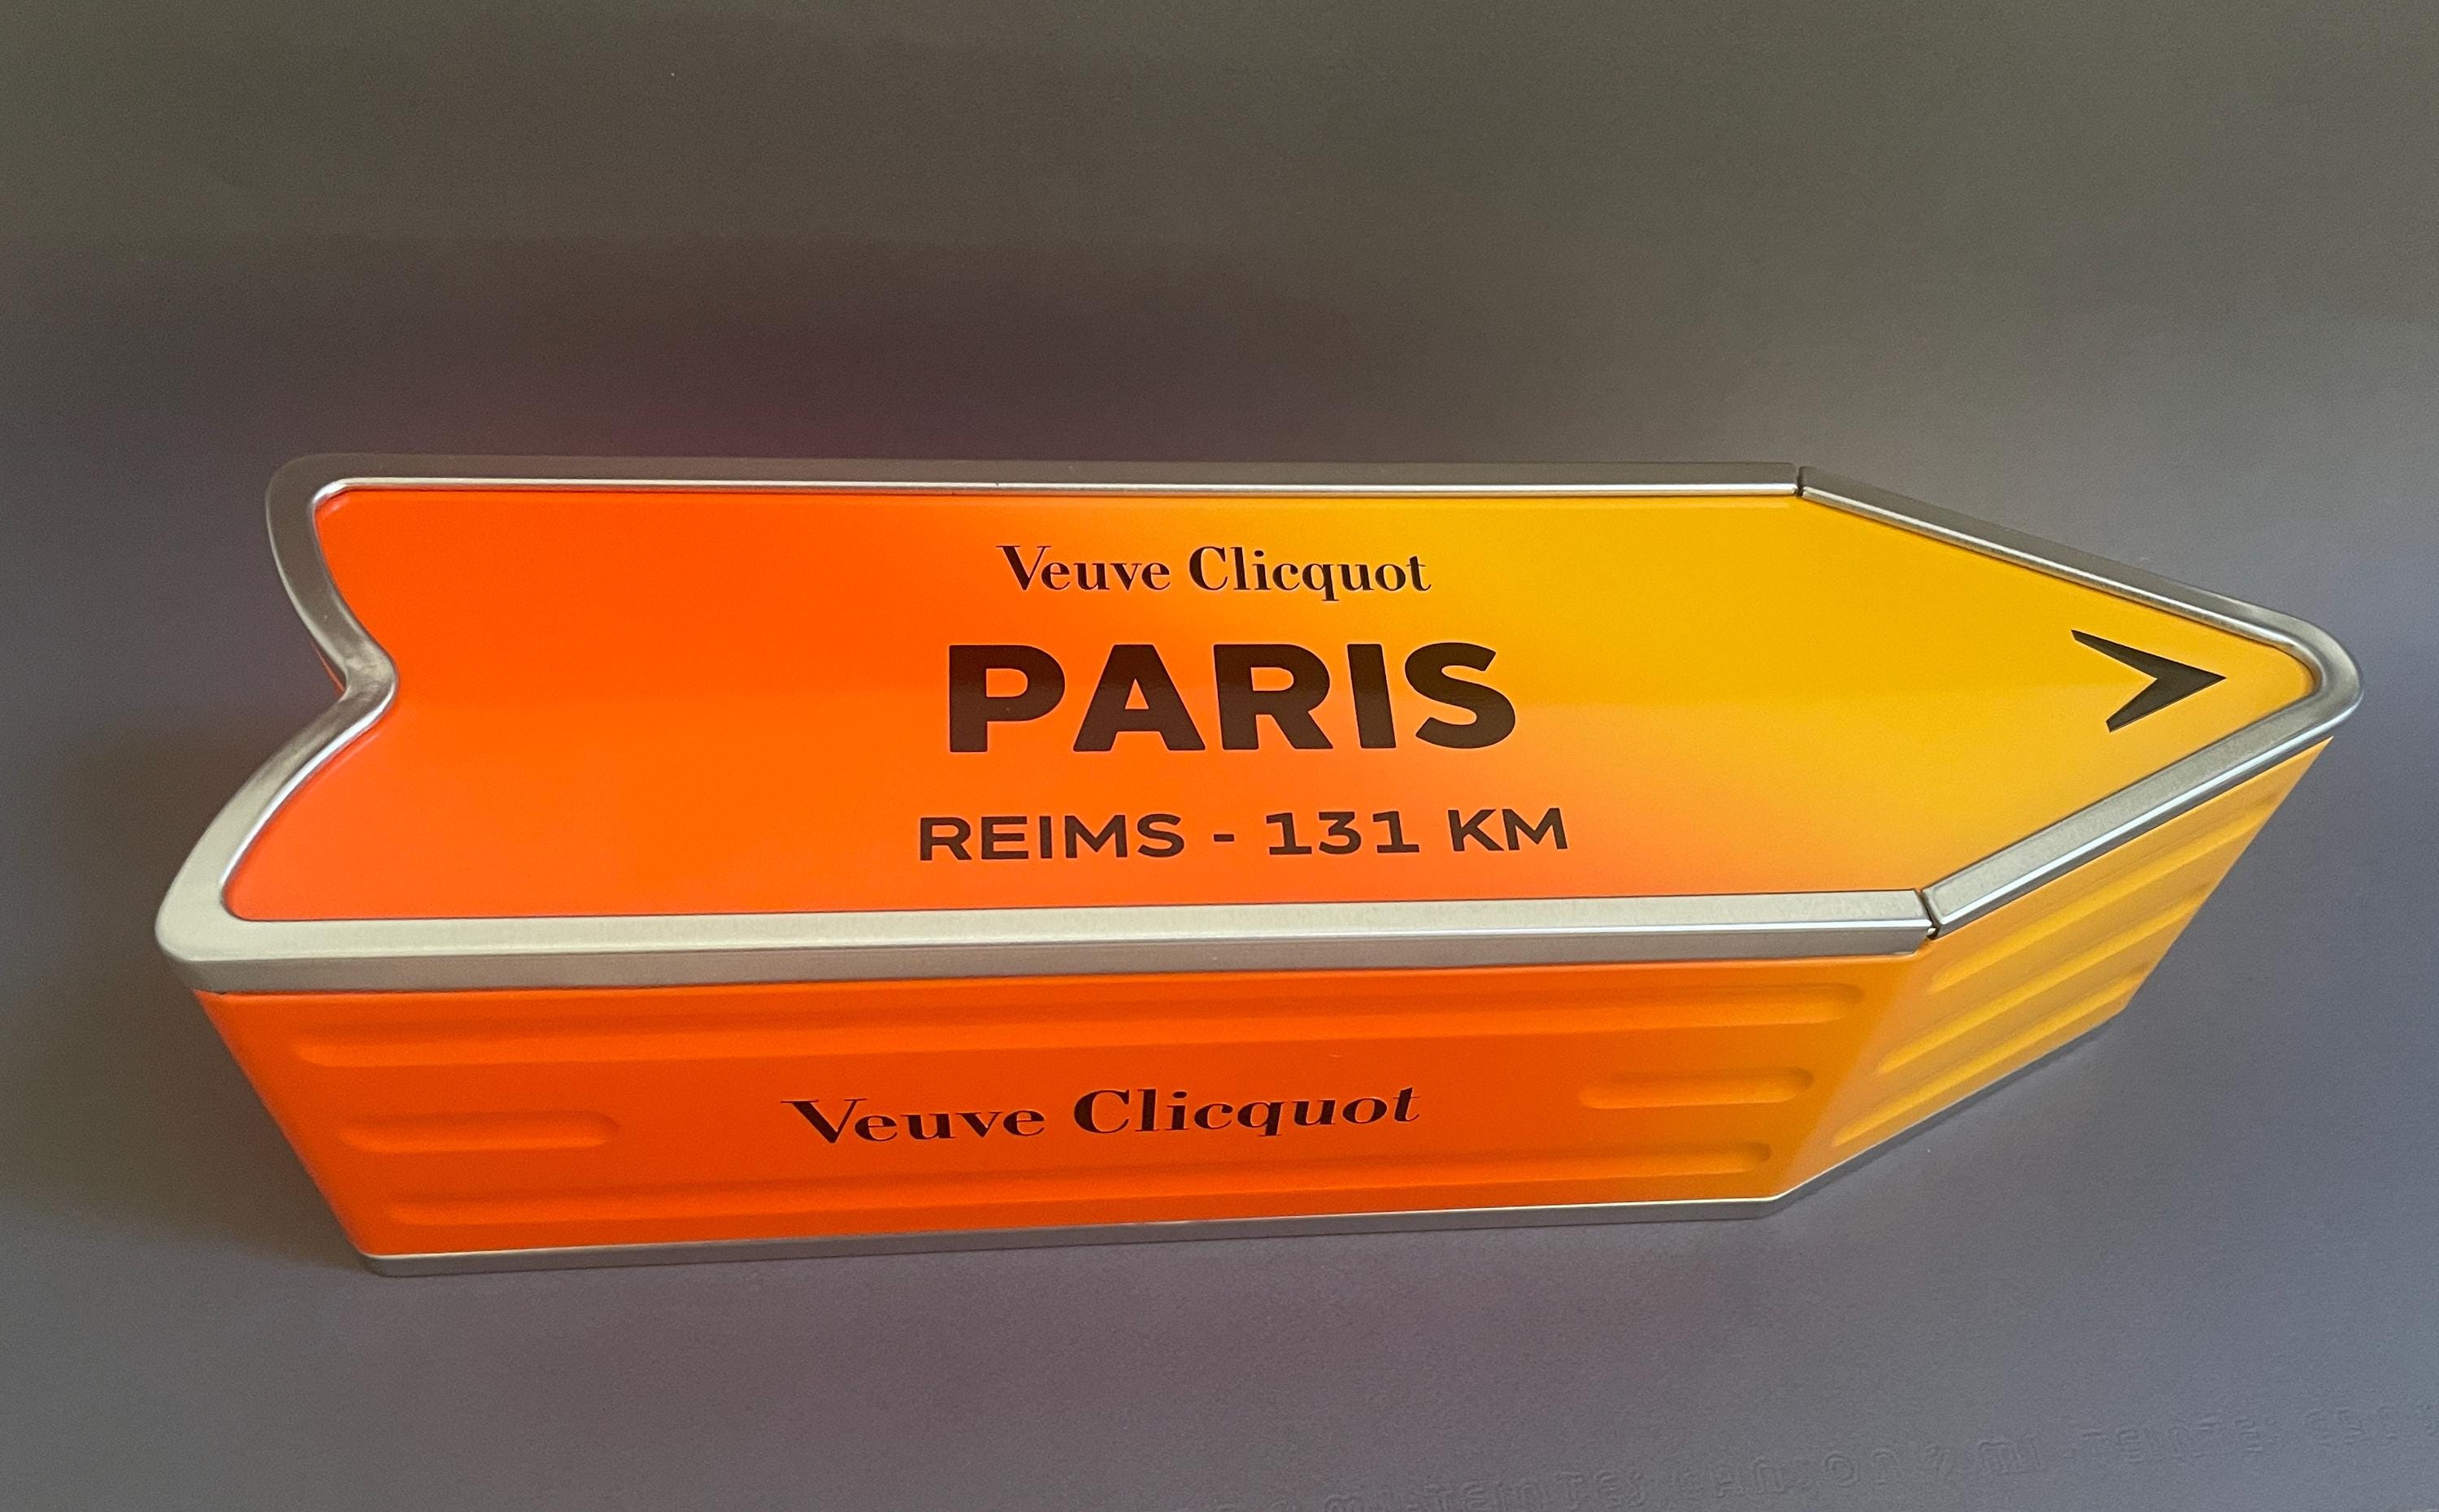 Veuve Clicquot
PARIS
REIMS - 131 KM
Veuve Clicquot